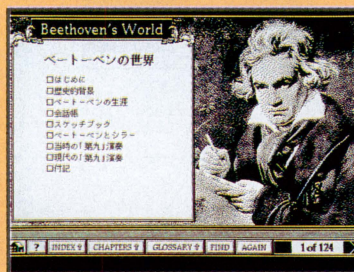 Beethoven's World
ベートーベンの世界
□はじめに
□歴史的背景
□ベートーベンの生涯
□会話帳
□スケッチブック
□ベートーベンとシラー
□当時の「第九」演奏
□現代の「第九」演奏
□付記
? INDEX⇧ CHAPTERS⇧ GLOSSARY⇧ FIND AGAIN 1 of 124